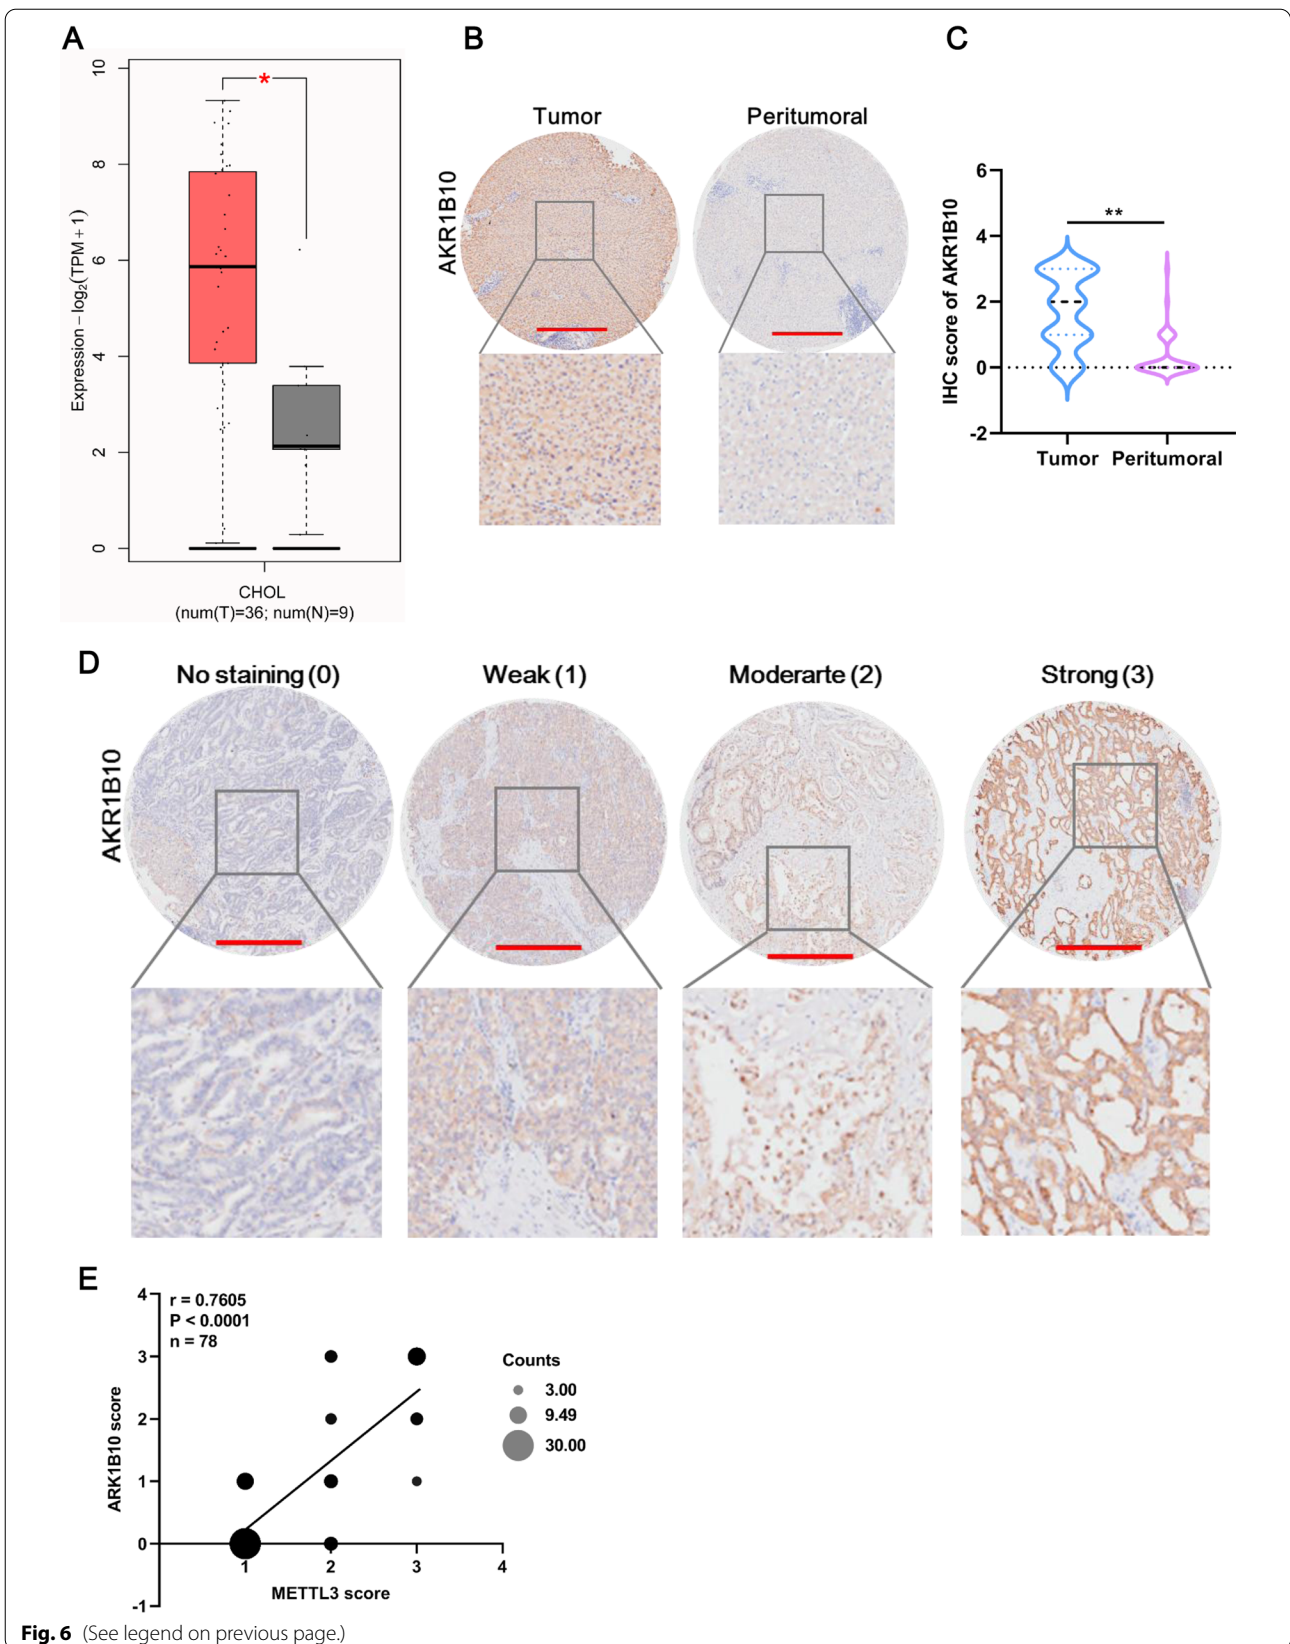 A
10
8
6
4
2
0
Expression – log₂(TPM + 1)
*
CHOL
(num(T)=36; num(N)=9)
B
Tumor
Peritumoral
AKR1B10
C
6
4
2
0
-2
IHC score of AKR1B10
**
Tumor
Peritumoral
D
No staining (0)
Weak (1)
Moderarte (2)
Strong (3)
AKR1B10
E
r = 0.7605
P < 0.0001
n = 78
4
3
2
1
0
-1
ARK1B10 score
1
2
3
4
METTL3 score
Counts
3.00
9.49
30.00
Fig. 6 (See legend on previous page.)